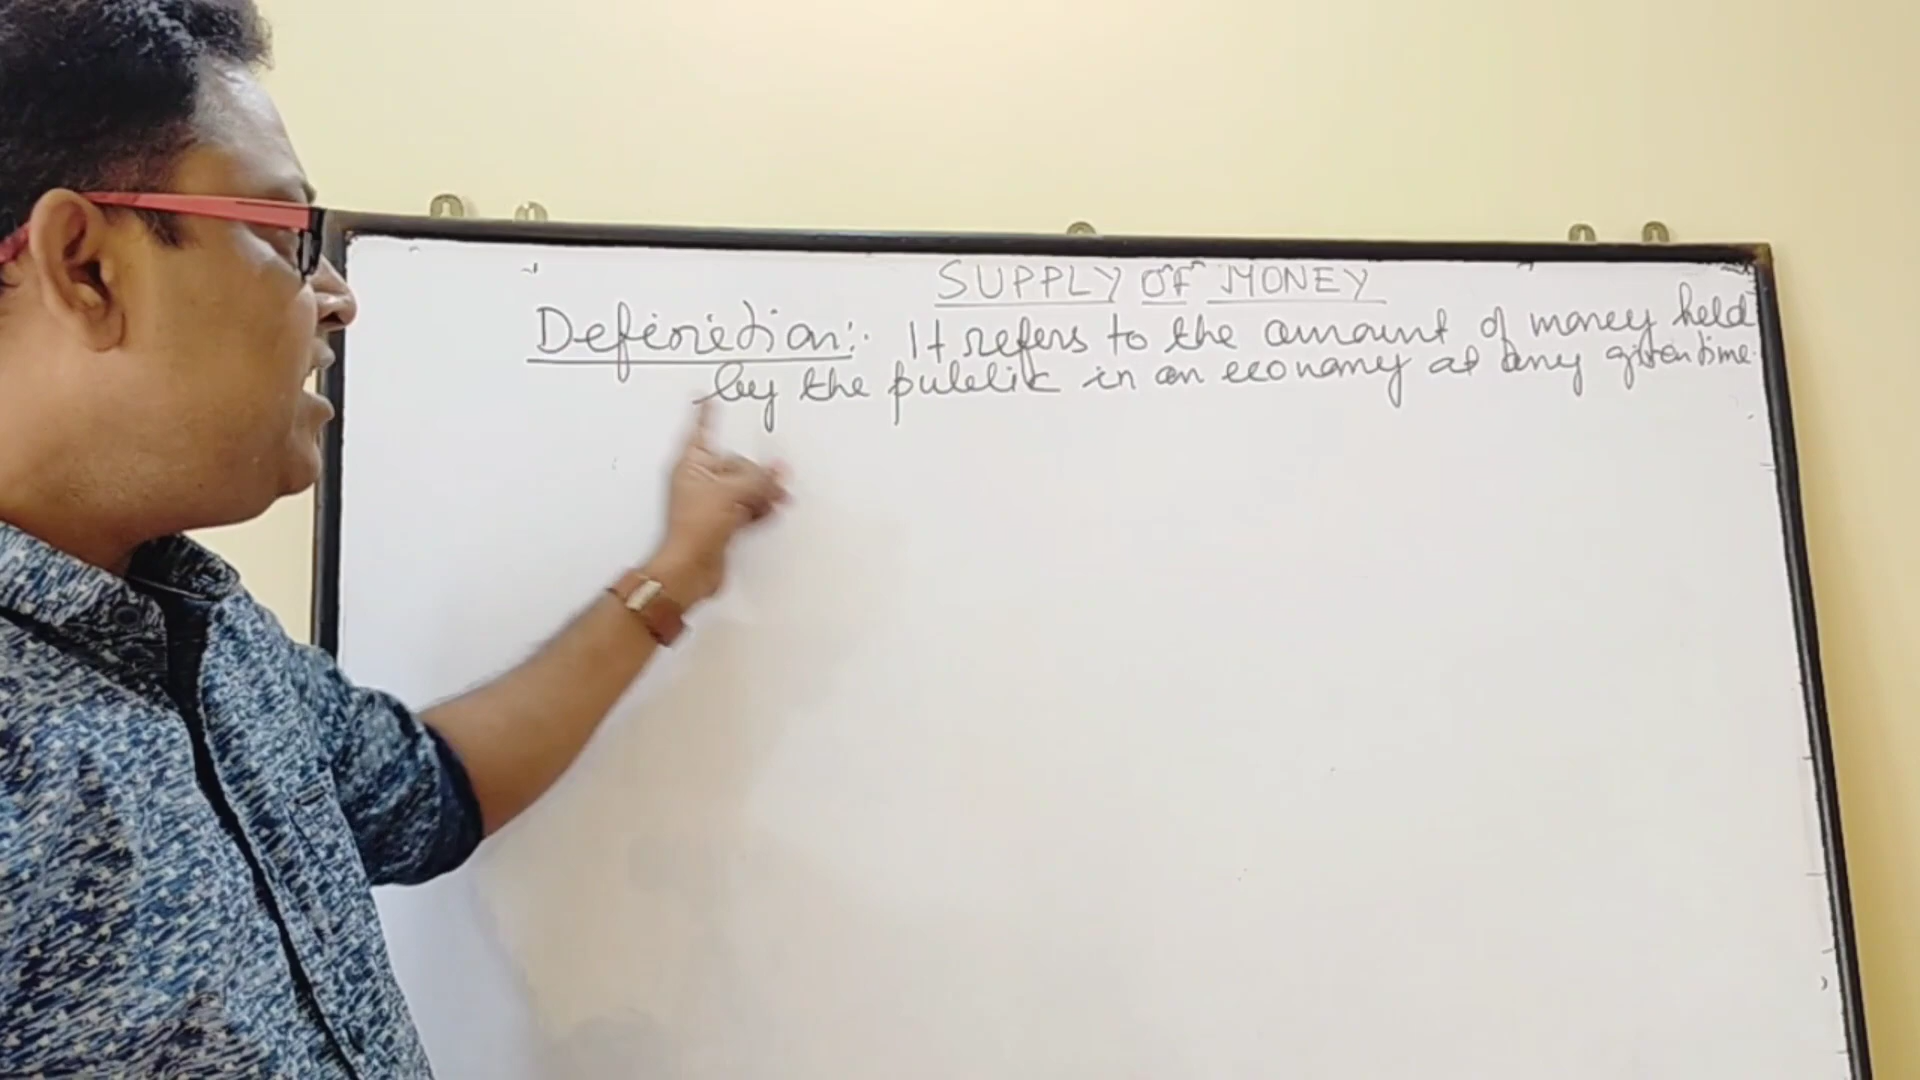 SUPPLY OF MONEY
Definition:- It refers to the amount of money held
by the public in an economy at any given time.